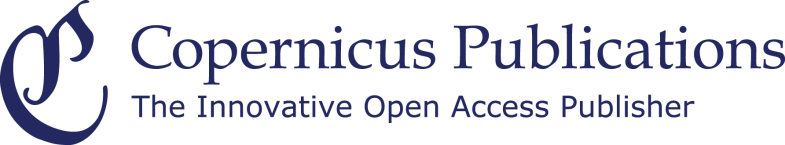 Copernicus Publications
The Innovative Open Access Publisher